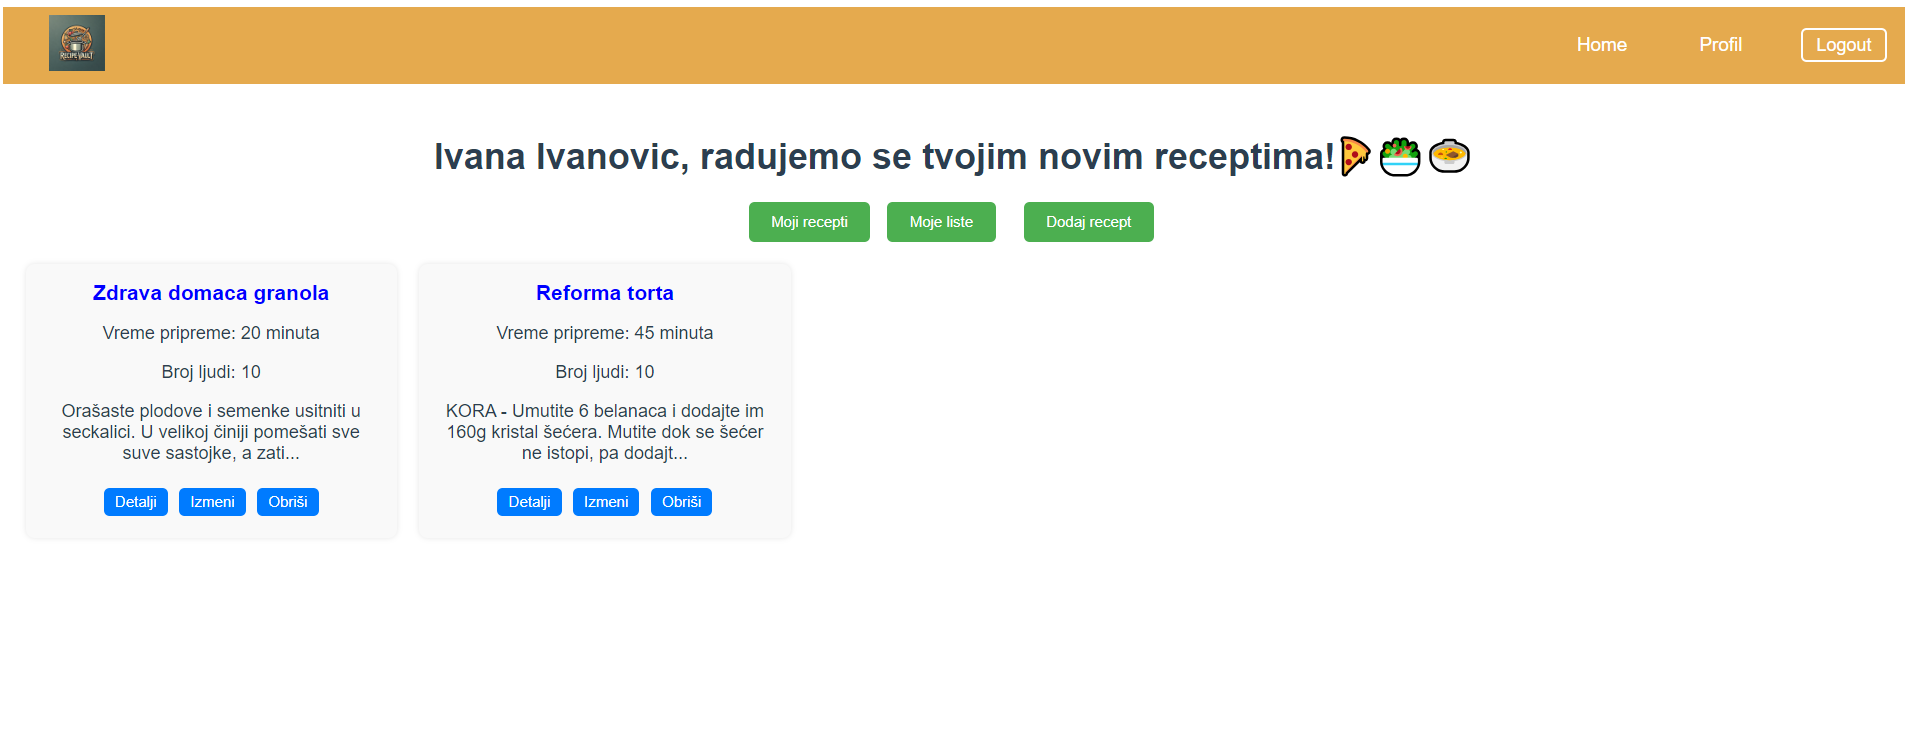 RECIPE VAULT
Home
Profil
Logout
Ivana Ivanovic, radujemo se tvojim novim receptima!🍕🥗🍲
Moji recepti
Moje liste
Dodaj recept
Zdrava domaca granola
Vreme pripreme: 20 minuta
Broj ljudi: 10
Orašaste plodove i semenke usitniti u
seckalici. U velikoj činiji pomešati sve
suve sastojke, a zati...
Detalji
Izmeni
Obriši
Reforma torta
Vreme pripreme: 45 minuta
Broj ljudi: 10
KORA - Umutite 6 belanaca i dodajte im
160g kristal šećera. Mutite dok se šećer
ne istopi, pa dodajt...
Detalji
Izmeni
Obriši